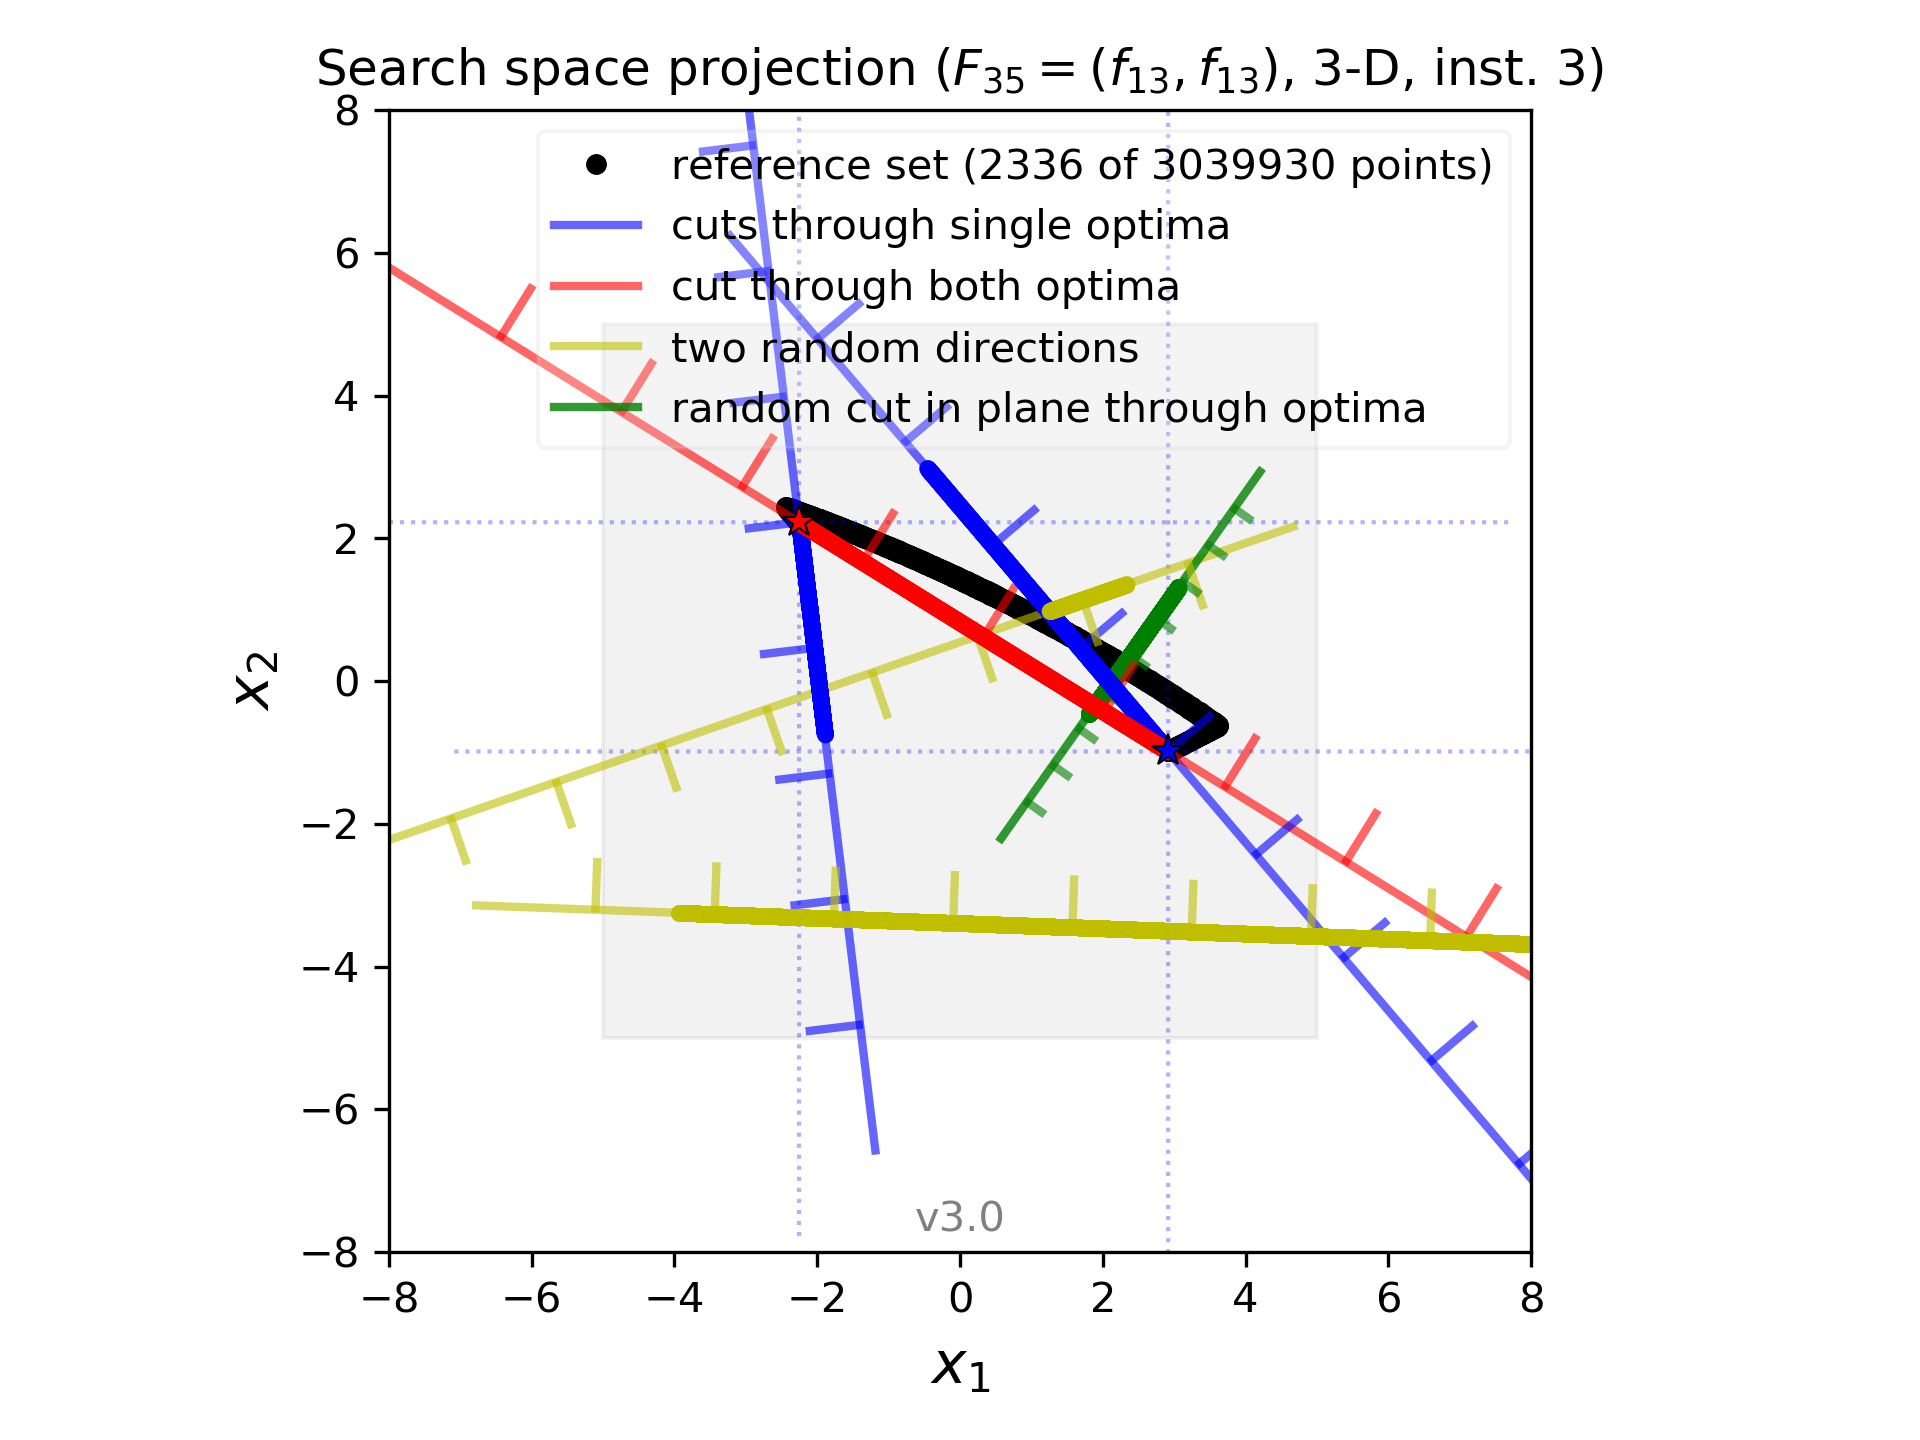 Search space projection (F35 = (f13, f13), 3-D, inst. 3)
reference set (2336 of 3039930 points)
cuts through single optima
cut through both optima
two random directions
random cut in plane through optima
8
6
4
2
0
−2
−4
−6
−8
x2
v3.0
−8 −6 −4 −2 0 2 4 6 8
x1